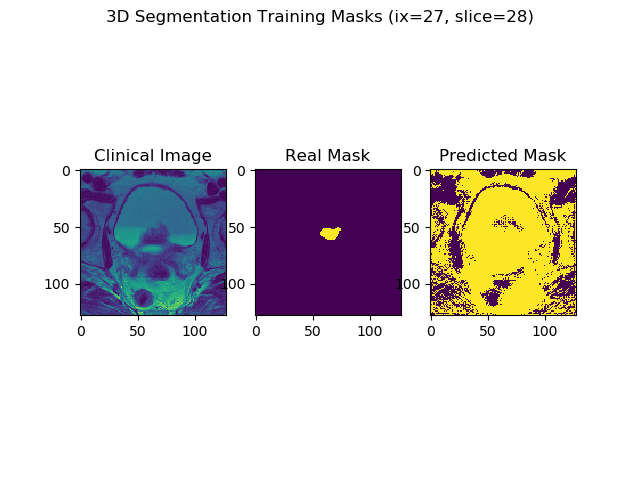 3D Segmentation Training Masks (ix=27, slice=28)
Clinical Image Real Mask Predicted Mask
0 0 0
50 50 50
100 100 100
0 50 100 0 50 100 0 50 100